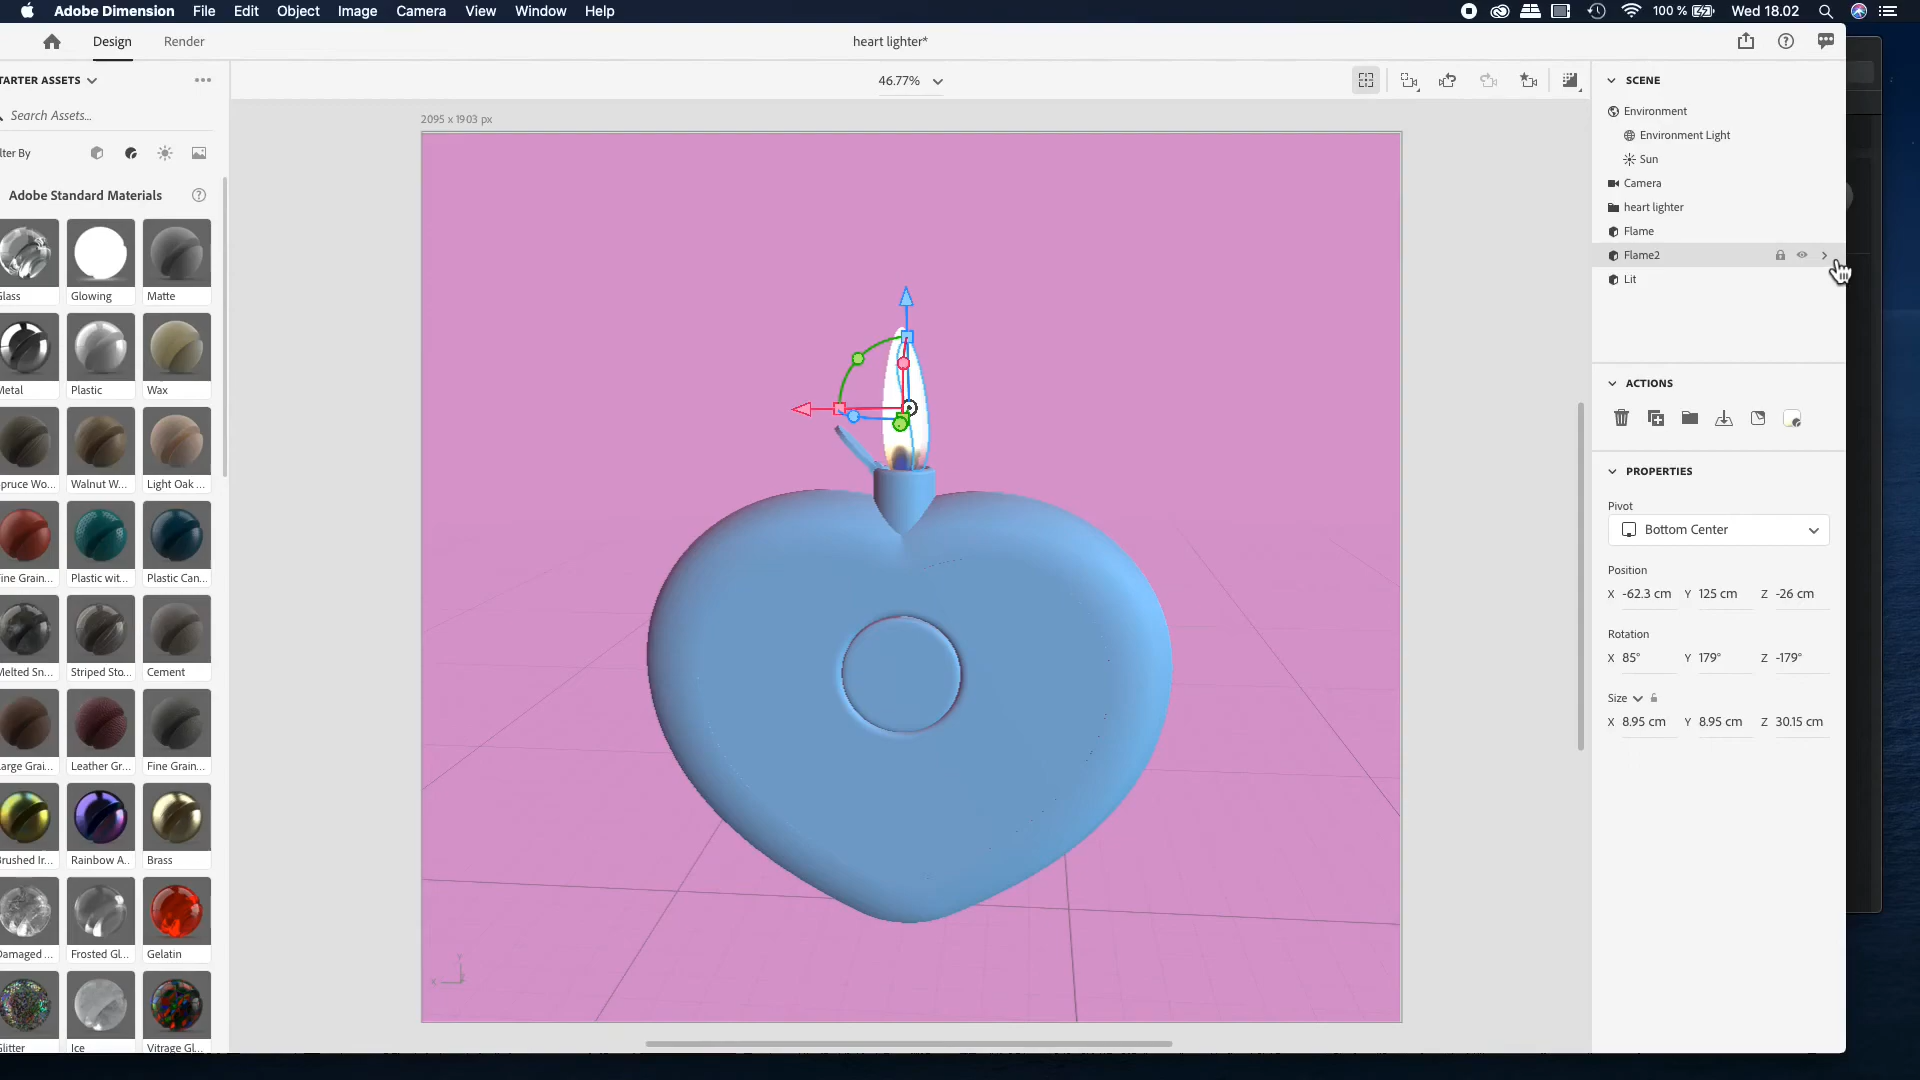 Adobe Dimension File Edit Object Image Camera View Window Help 100 % Wed 18.02
Design Render heart lighter*
TARTER ASSETS 46.77% SCENE
2095 x 1903 px
Search Assets...
Environment
Environment Light
lter By
Sun
Camera
Adobe Standard Materials
heart lighter
Flame
Flame2
Lit
Glass Glowing Matte
ACTIONS
Metal Plastic Wax
PROPERTIES
pruce Wo... Walnut W... Light Oak ...
Pivot
Bottom Center
Position
ine Grain... Plastic wit... Plastic Can...
X -62.3 cm Y 125 cm Z -26 cm
Rotation
X 85° Y 179° Z -179°
Melted Sn... Striped Sto... Cement
Size
X 8.95 cm Y 8.95 cm Z 30.15 cm
arge Grai... Leather Gr... Fine Grain...
Brushed Ir... Rainbow A.. Brass
Damaged ... Frosted Gl... Gelatin
Glitter Ice Vitrage Gl...